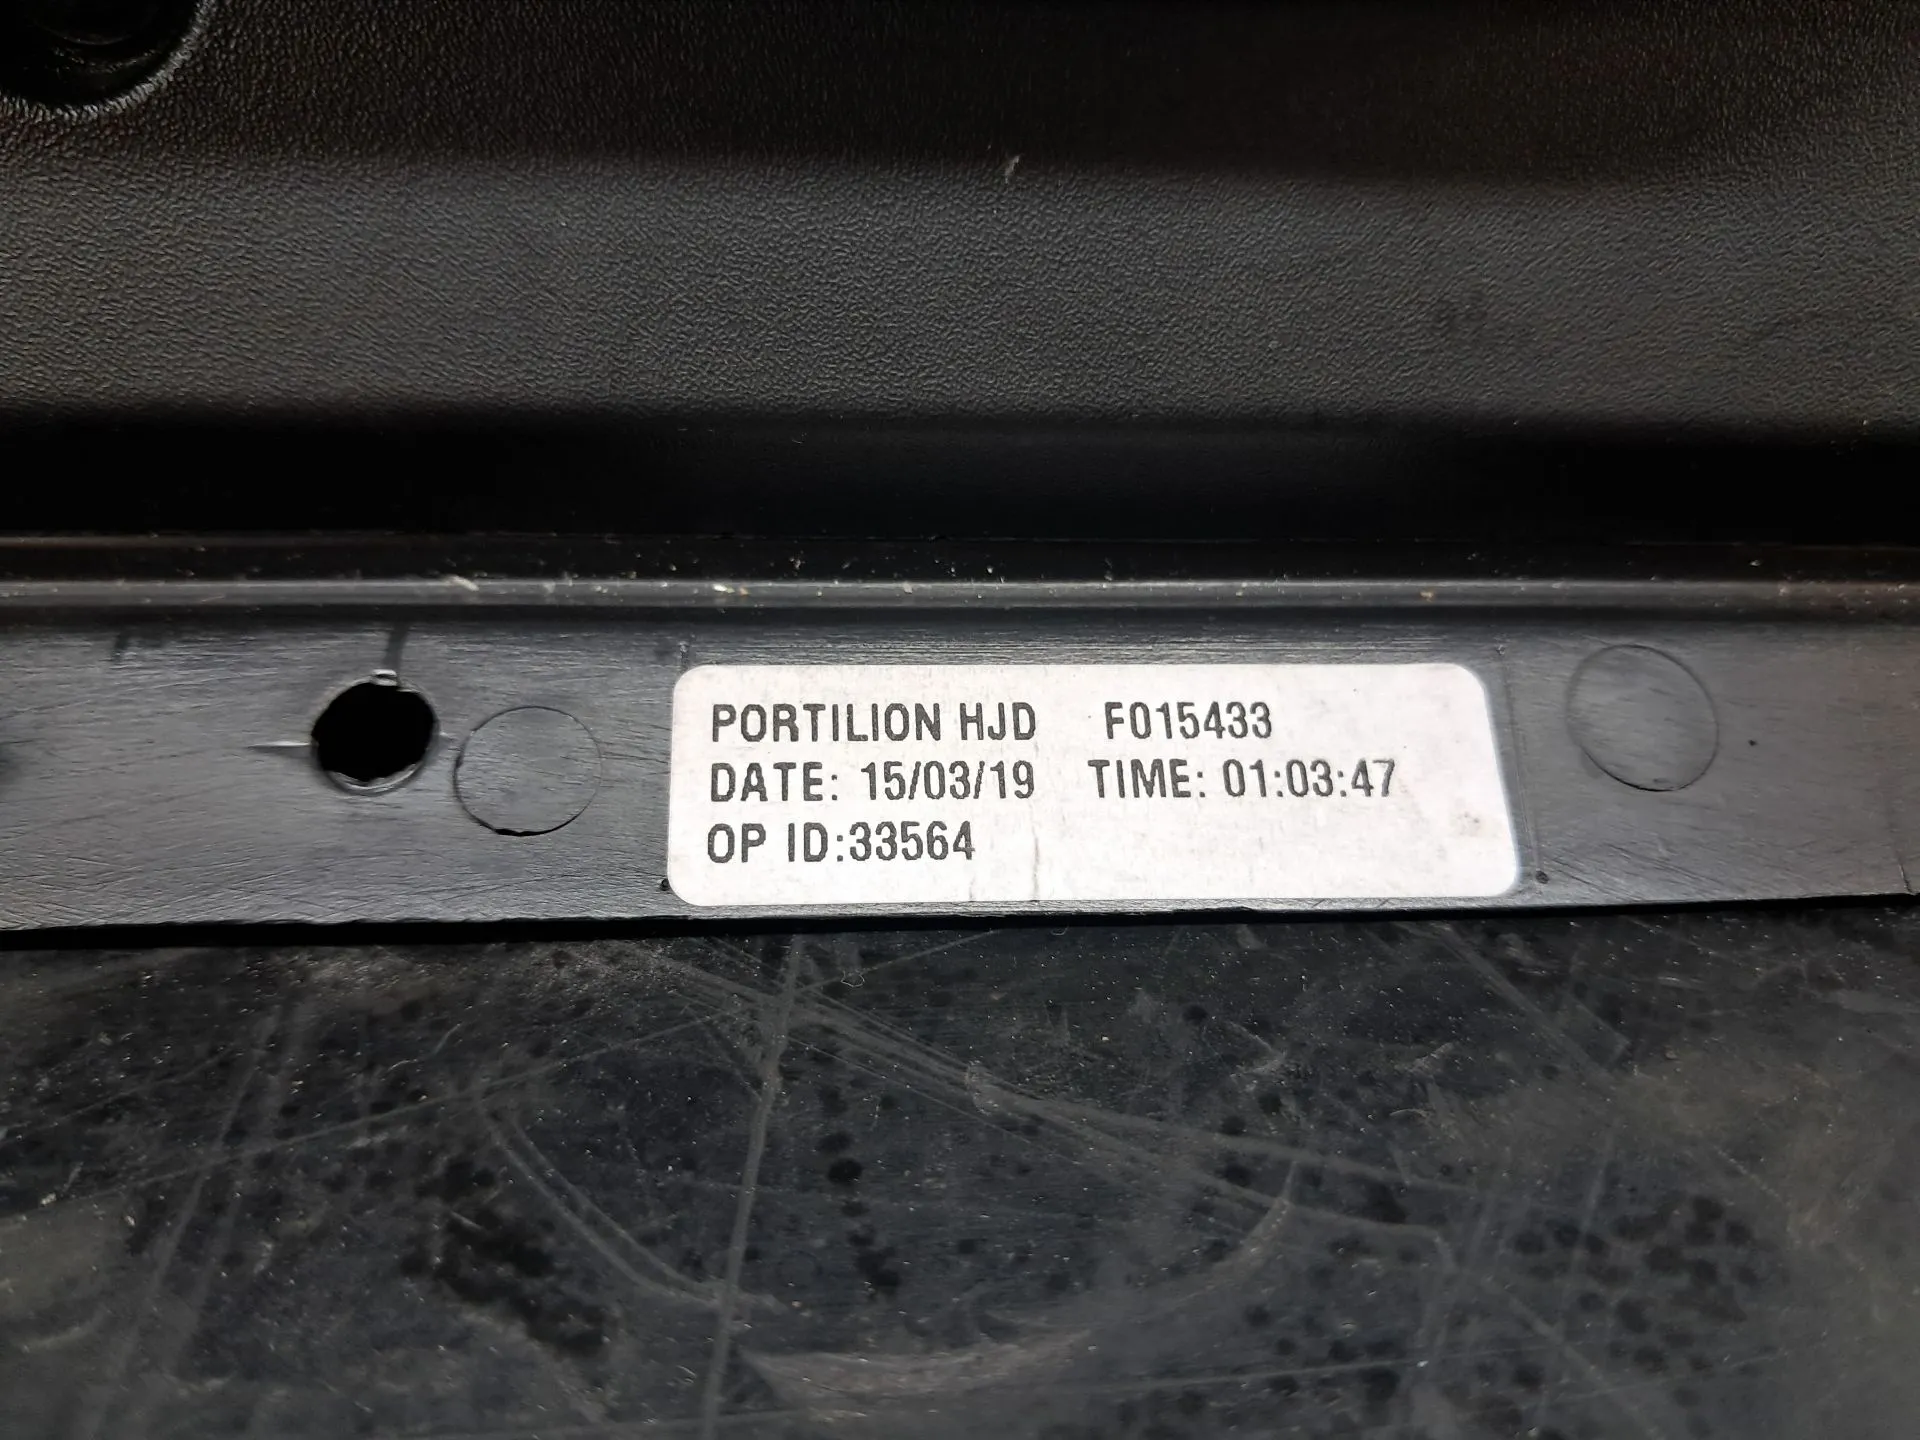 PORTILION HJD F015433
DATE: 15/03/19 TIME: 01:03:47
OP ID:33564